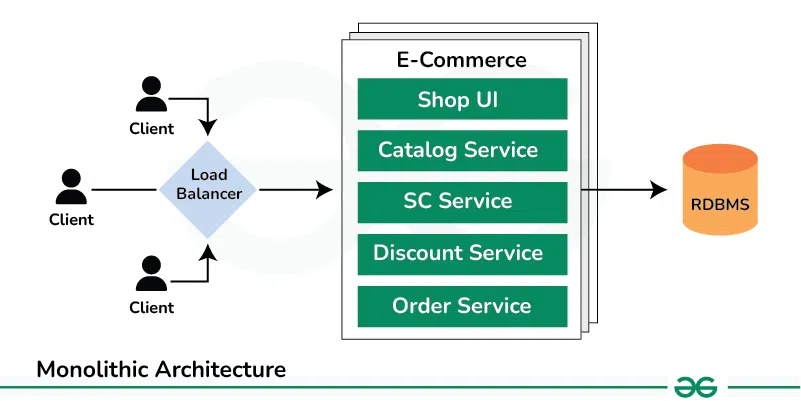 Client
Client
Client
Load
Balancer
E-Commerce
Shop UI
Catalog Service
SC Service
Discount Service
Order Service
RDBMS
Monolithic Architecture